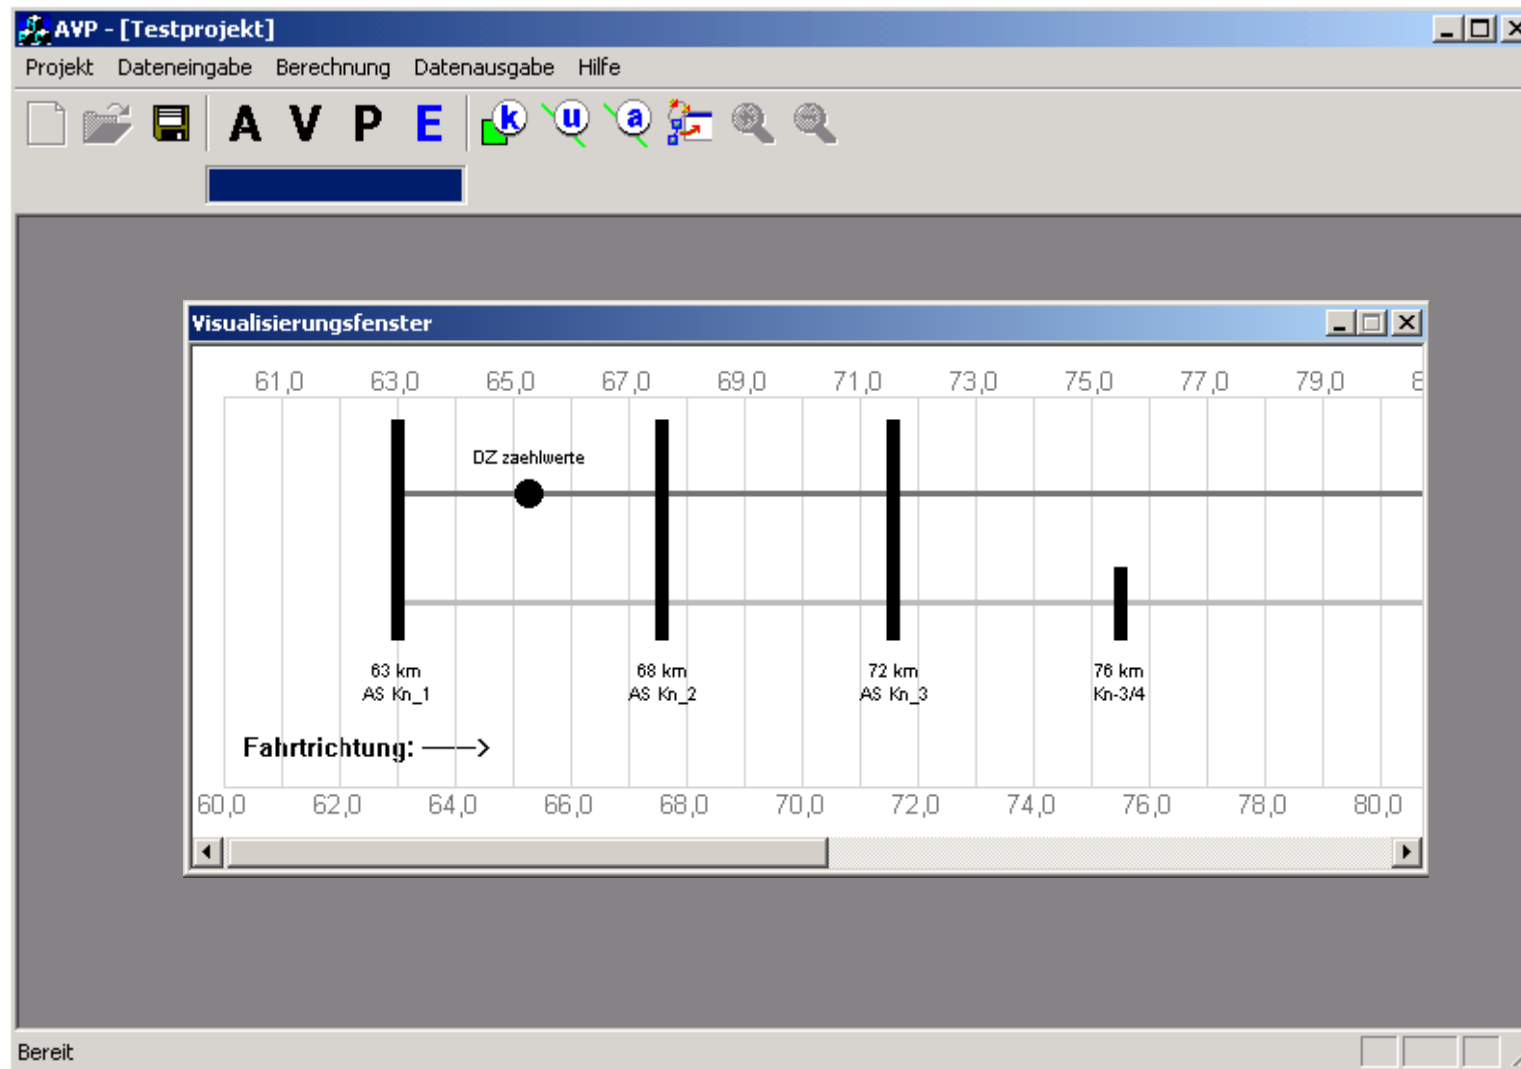 AVP - [Testprojekt]
Projekt Dateneingabe Berechnung Datenausgabe Hilfe
A V P E k u a
Visualisierungsfenster
61,0 63,0 65,0 67,0 69,0 71,0 73,0 75,0 77,0 79,0 8
DZ zaehlwerte
63 km 68 km 72 km 76 km
AS Kn_1 AS Kn_2 AS Kn_3 Kn-3/4
Fahrtrichtung: ——>
60,0 62,0 64,0 66,0 68,0 70,0 72,0 74,0 76,0 78,0 80,0
Bereit